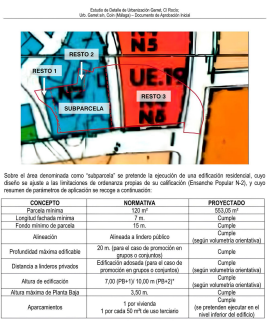 Estudio de Detalle de Urbanización Garret, C/ Rocío;
Urb. Garret s/n, Coín (Málaga) – Documento de Aprobación Inicial
RESTO 2
N5
RESTO 1
UE.19
N2
RESTO 3
SUBPARCELA
N6
Sobre el área denominada como “subparcela” se pretende la ejecución de una edificación residencial, cuyo
diseño se ajuste a las limitaciones de ordenanza propias de su calificación (Ensanche Popular N-2), y cuyo
resumen de parámetros de aplicación se recoge a continuación:
CONCEPTO NORMATIVA PROYECTADO
Parcela mínima 120 m² 553,05 m²
Longitud fachada mínima 7 m. Cumple
Fondo mínimo de parcela 15 m. Cumple
Alineación Alineada a lindero público Cumple
(según volumetría orientativa)
Profundidad máxima edificable 20 m. (para el caso de promoción en
grupos o conjuntos) Cumple
Distancia a linderos privados Edificación adosada (para el caso de
promoción en grupos o conjuntos) Cumple
(según volumetría orientativa)
Altura de edificación 7,00 (PB+1)/ 10,00 m (PB+2)* Cumple
(según volumetría orientativa)
Altura máxima de Planta Baja 3,50 m. Cumple
Aparcamientos 1 por vivienda
1 por cada 50 m² de uso terciario Cumple
(se pretenden ejecutar en el
nivel inferior del edificio)